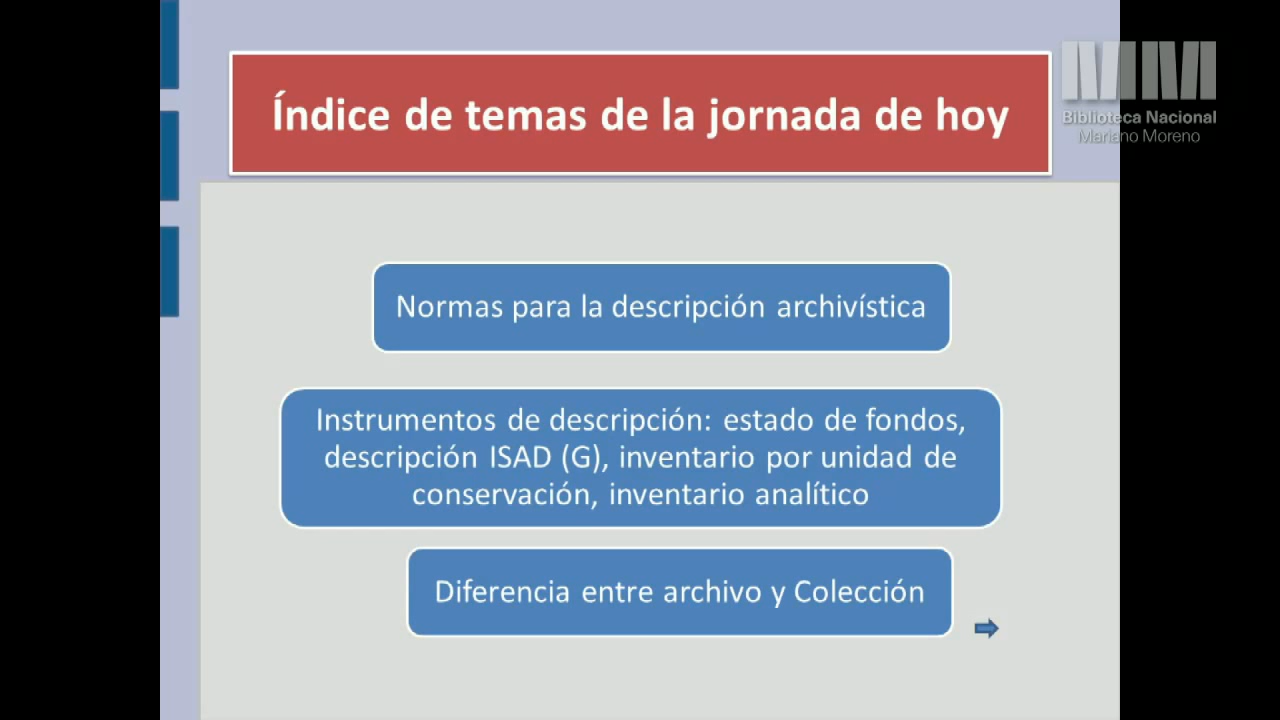 Índice de temas de la jornada de hoy
Biblioteca Nacional
Mariano Moreno
Normas para la descripción archivística
Instrumentos de descripción: estado de fondos,
descripción ISAD (G), inventario por unidad de
conservación, inventario analítico
Diferencia entre archivo y Colección